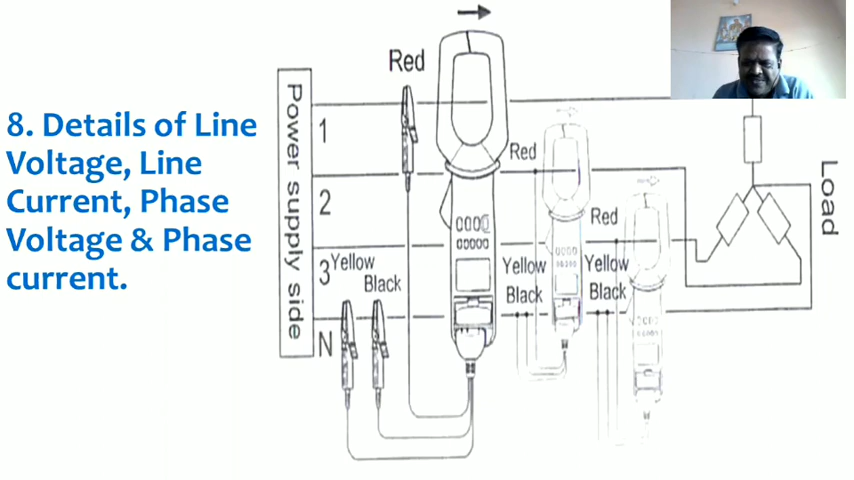 8. Details of Line
Voltage, Line
Current, Phase
Voltage & Phase
current.
Power supply side
1
2
3
N
Red
Yellow
Black
Red
Yellow
Black
Red
Yellow
Black
Load